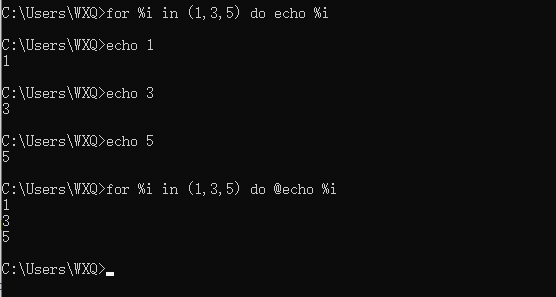 C:\Users\WXQ>for %i in (1,3,5) do echo %i
C:\Users\WXQ>echo 1
1
C:\Users\WXQ>echo 3
3
C:\Users\WXQ>echo 5
5
C:\Users\WXQ>for %i in (1,3,5) do @echo %i
1
3
5
C:\Users\WXQ>